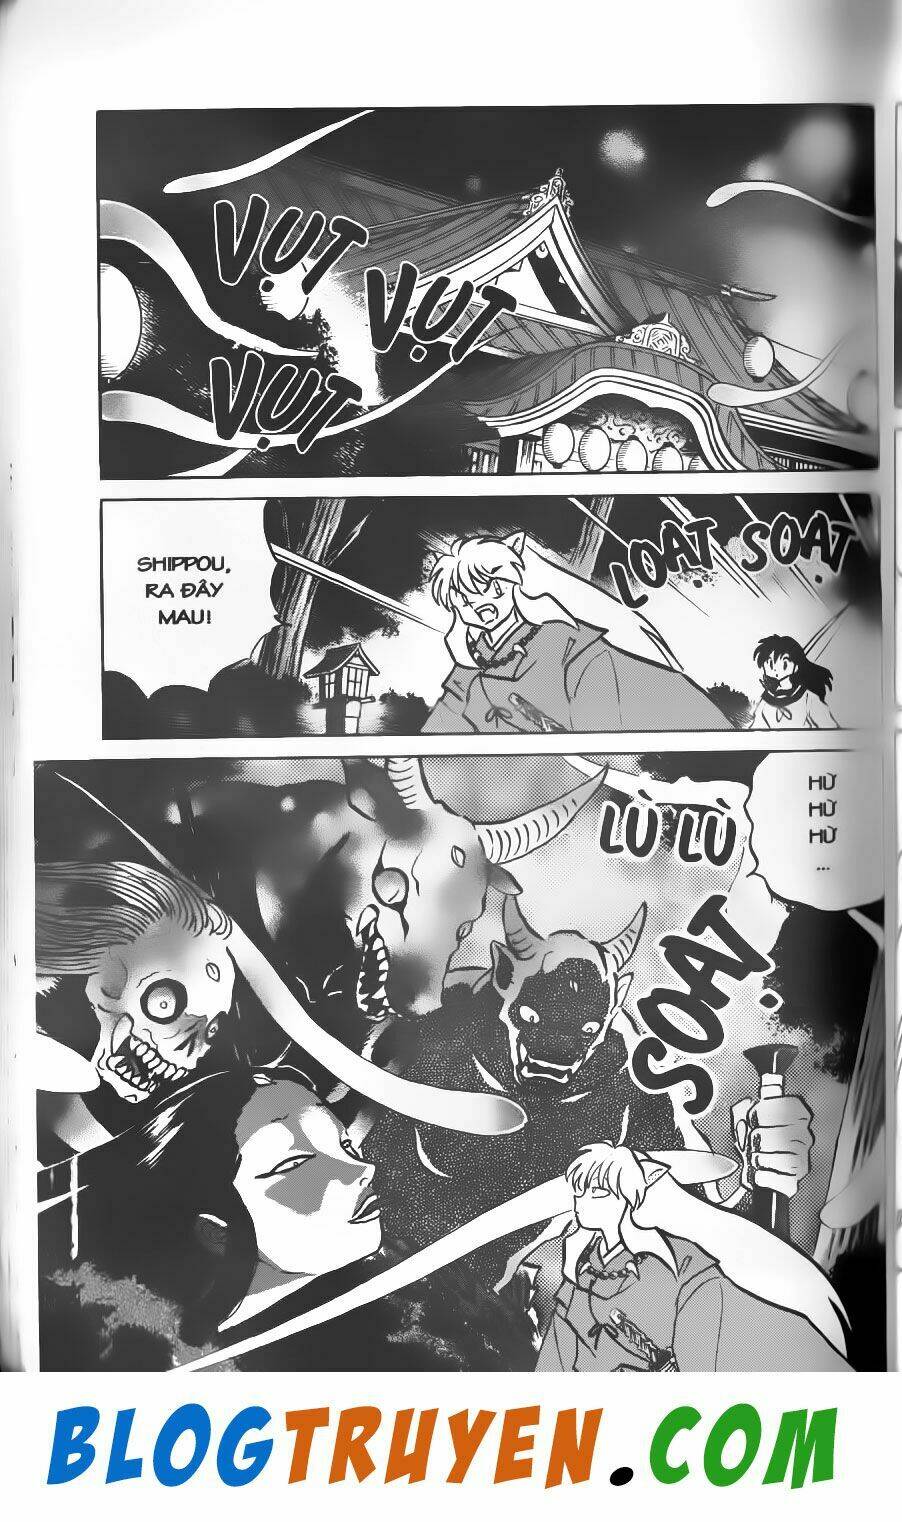 VỤT
VỤT
VỤT
SHIPPOU,
RA ĐÂY
MAU!
LOẠT SOẠT
HỪ
HỪ
HỪ
...
LÙ LÙ
SOẠT
BLOGTRUYEN.COM